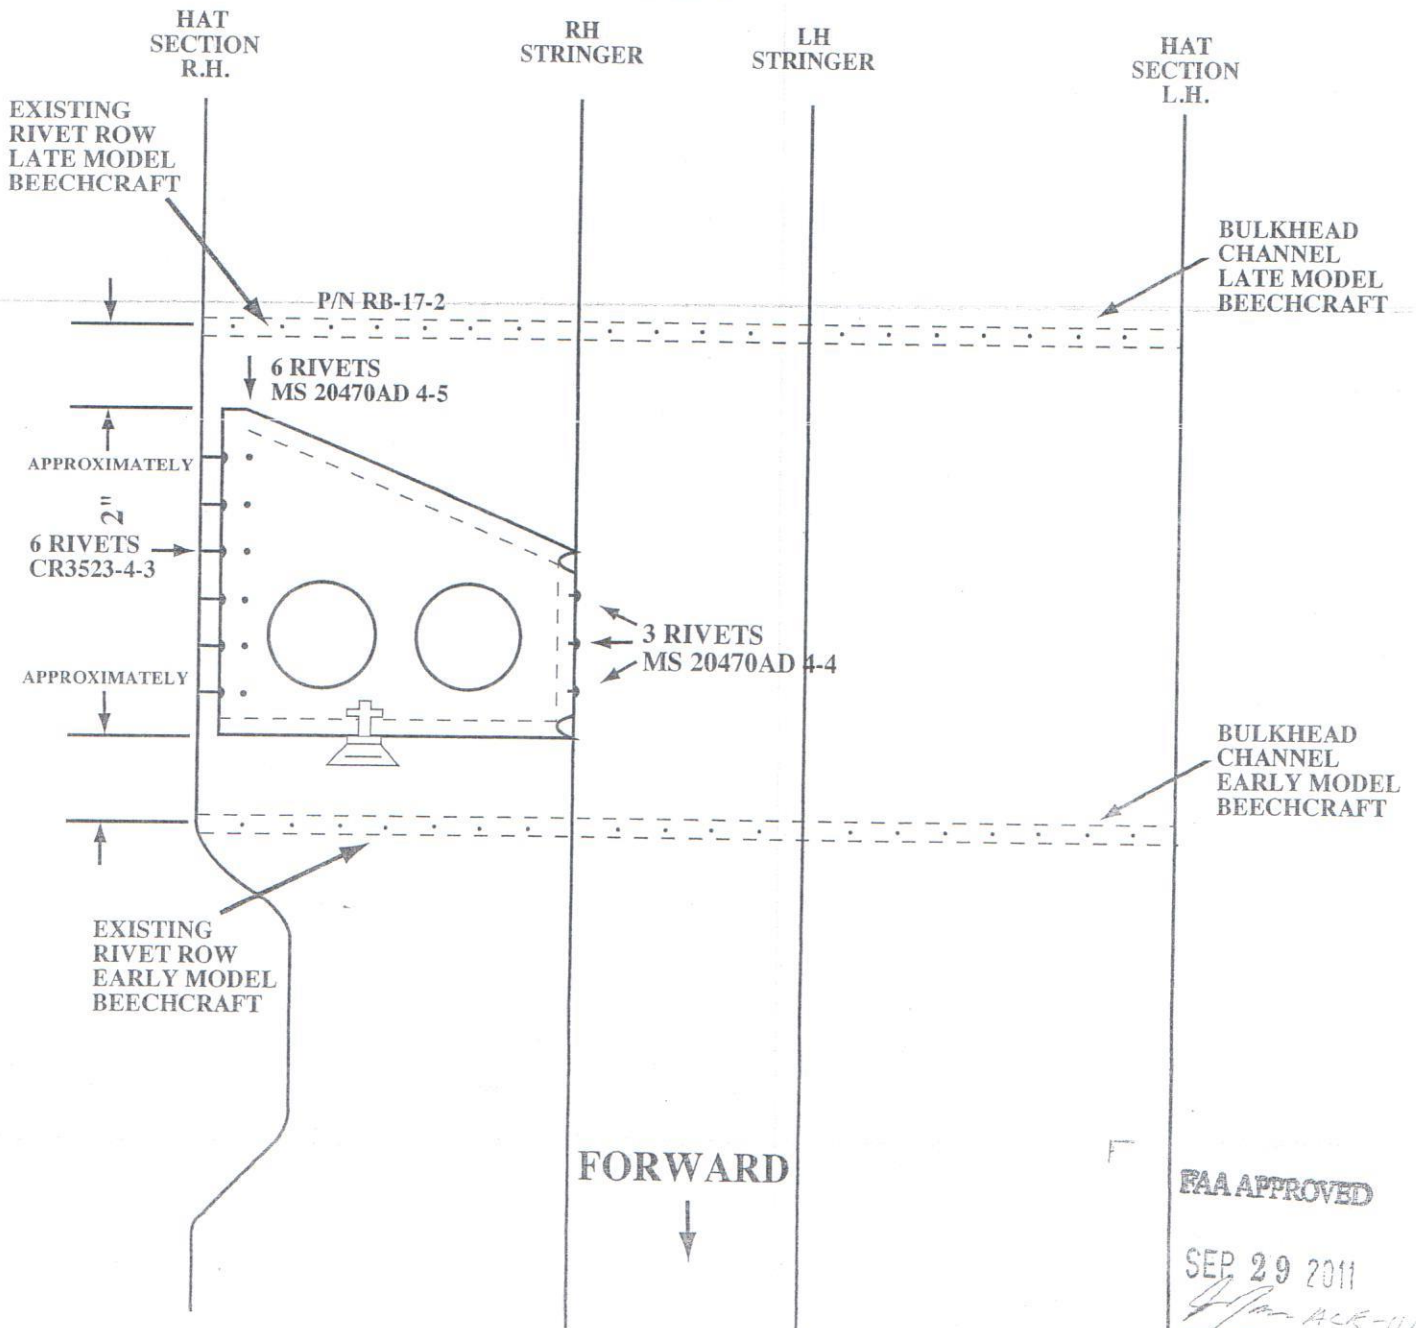 HAT
SECTION
R.H.
RH
STRINGER
LH
STRINGER
HAT
SECTION
L.H.
EXISTING
RIVET ROW
LATE MODEL
BEECHCRAFT
BULKHEAD
CHANNEL
LATE MODEL
BEECHCRAFT
P/N RB-17-2
6 RIVETS
MS 20470AD 4-5
APPROXIMATELY
2"
6 RIVETS
CR3523-4-3
3 RIVETS
MS 20470AD 4-4
APPROXIMATELY
BULKHEAD
CHANNEL
EARLY MODEL
BEECHCRAFT
EXISTING
RIVET ROW
EARLY MODEL
BEECHCRAFT
FORWARD
FAA APPROVED
SEP 29 2011